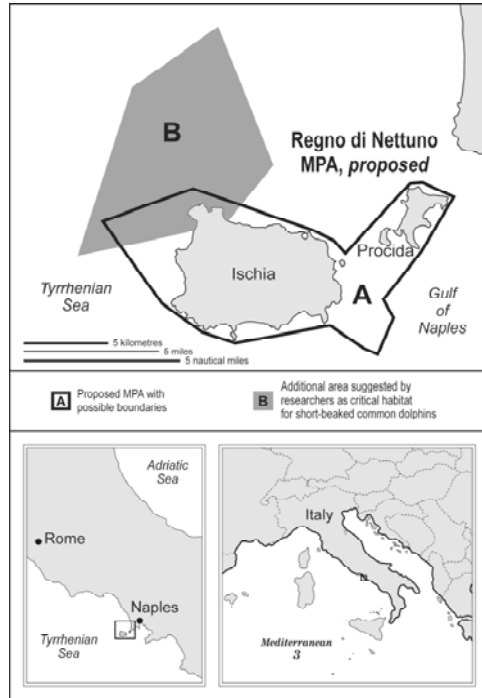 B
Regno di Nettuno
MPA, proposed
Procida
Ischia
A
Tyrrhenian
Sea
Gulf
of
Naples
5 kilometres
5 miles
5 nautical miles
A
Proposed MPA with
possible boundaries
B
Additional area suggested by
researchers as critical habitat
for short-beaked common dolphins
Adriatic
Sea
Rome
Naples
Tyrrhenian
Sea
Italy
Mediterranean
3